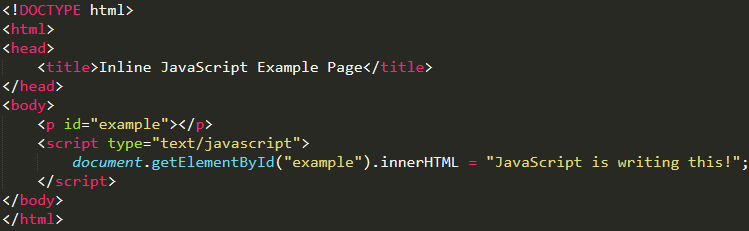 <!DOCTYPE html>
<html>
<head>
    <title>Inline JavaScript Example Page</title>
</head>
<body>
    <p id="example"></p>
    <script type="text/javascript">
        document.getElementById("example").innerHTML = "JavaScript is writing this!";
    </script>
</body>
</html>